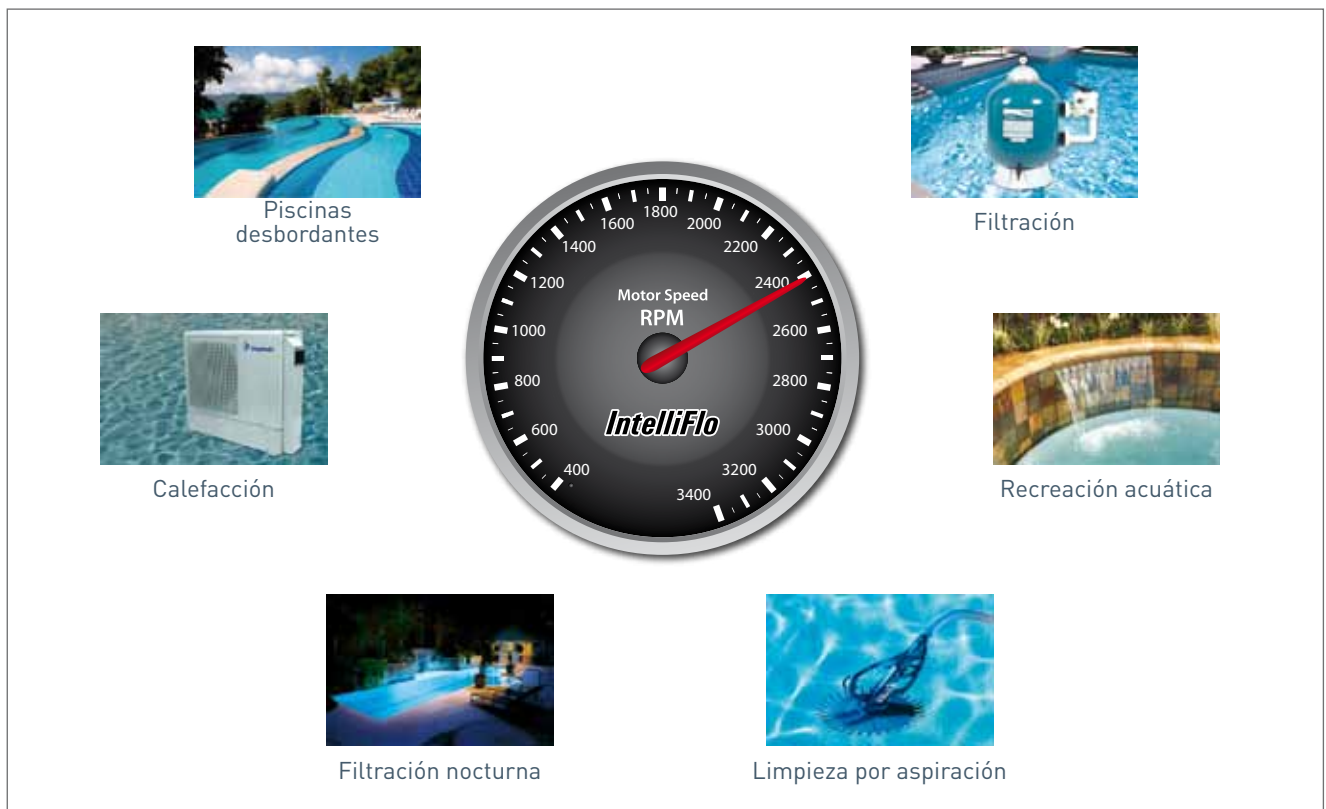 Piscinas
desbordantes
Filtración
Calefacción
Recreación acuática
Filtración nocturna
Limpieza por aspiración
400
600
800
1000
1200
1400
1600
1800
2000
2200
2400
2600
2800
3000
3200
3400
Motor Speed
RPM
IntelliFlo